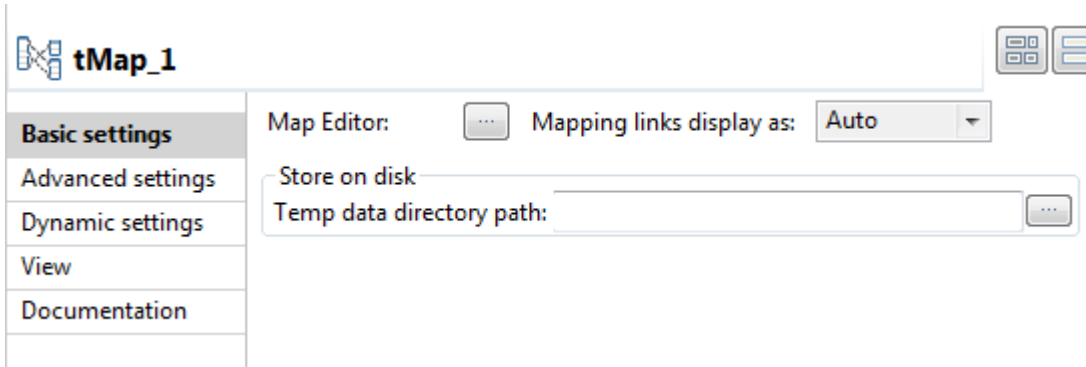 tMap_1
Basic settings
Advanced settings
Dynamic settings
View
Documentation
Map Editor: ... Mapping links display as: Auto
Store on disk
Temp data directory path: ...